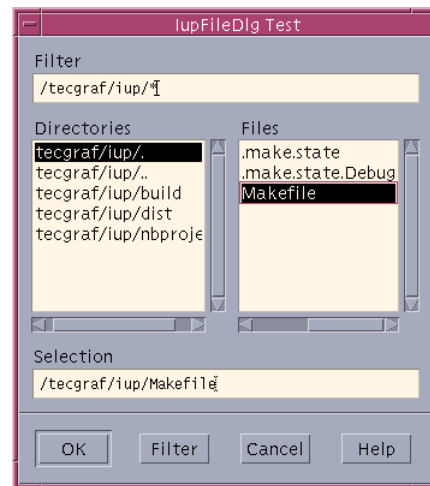 IupFileDlg Test
Filter
/tecgraf/iup/*
Directories
Files
tecgraf/iup/.
tecgraf/iup/..
tecgraf/iup/build
tecgraf/iup/dist
tecgraf/iup/nbproje
.make.state
.make.state.Debug
Makefile
Selection
/tecgraf/iup/Makefile
OK Filter Cancel Help